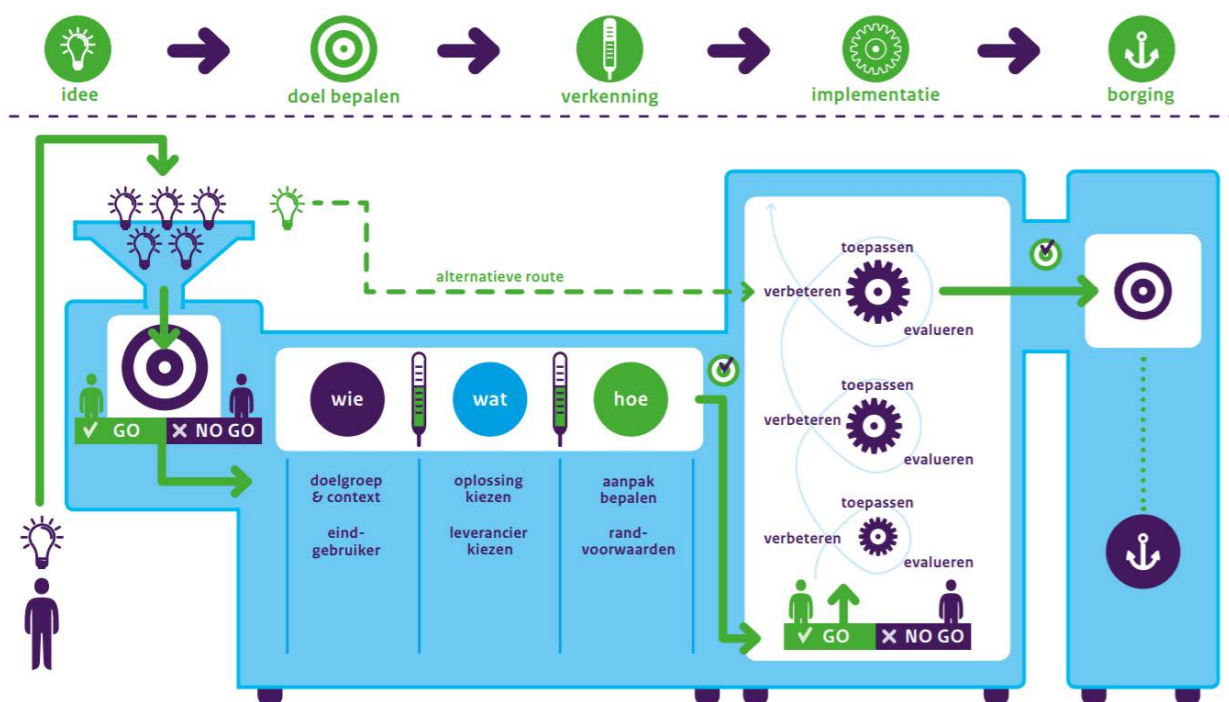 idee
doel bepalen
verkenning
implementatie
borging
alternatieve route
GO
NO GO
wie
wat
hoe
doelgroep
& context
eind-
gebruiker
oplossing
kiezen
leverancier
kiezen
aanpak
bepalen
rand-
voorwaarden
toepassen
verbeteren
evalueren
toepassen
verbeteren
evalueren
toepassen
verbeteren
evalueren
GO
NO GO